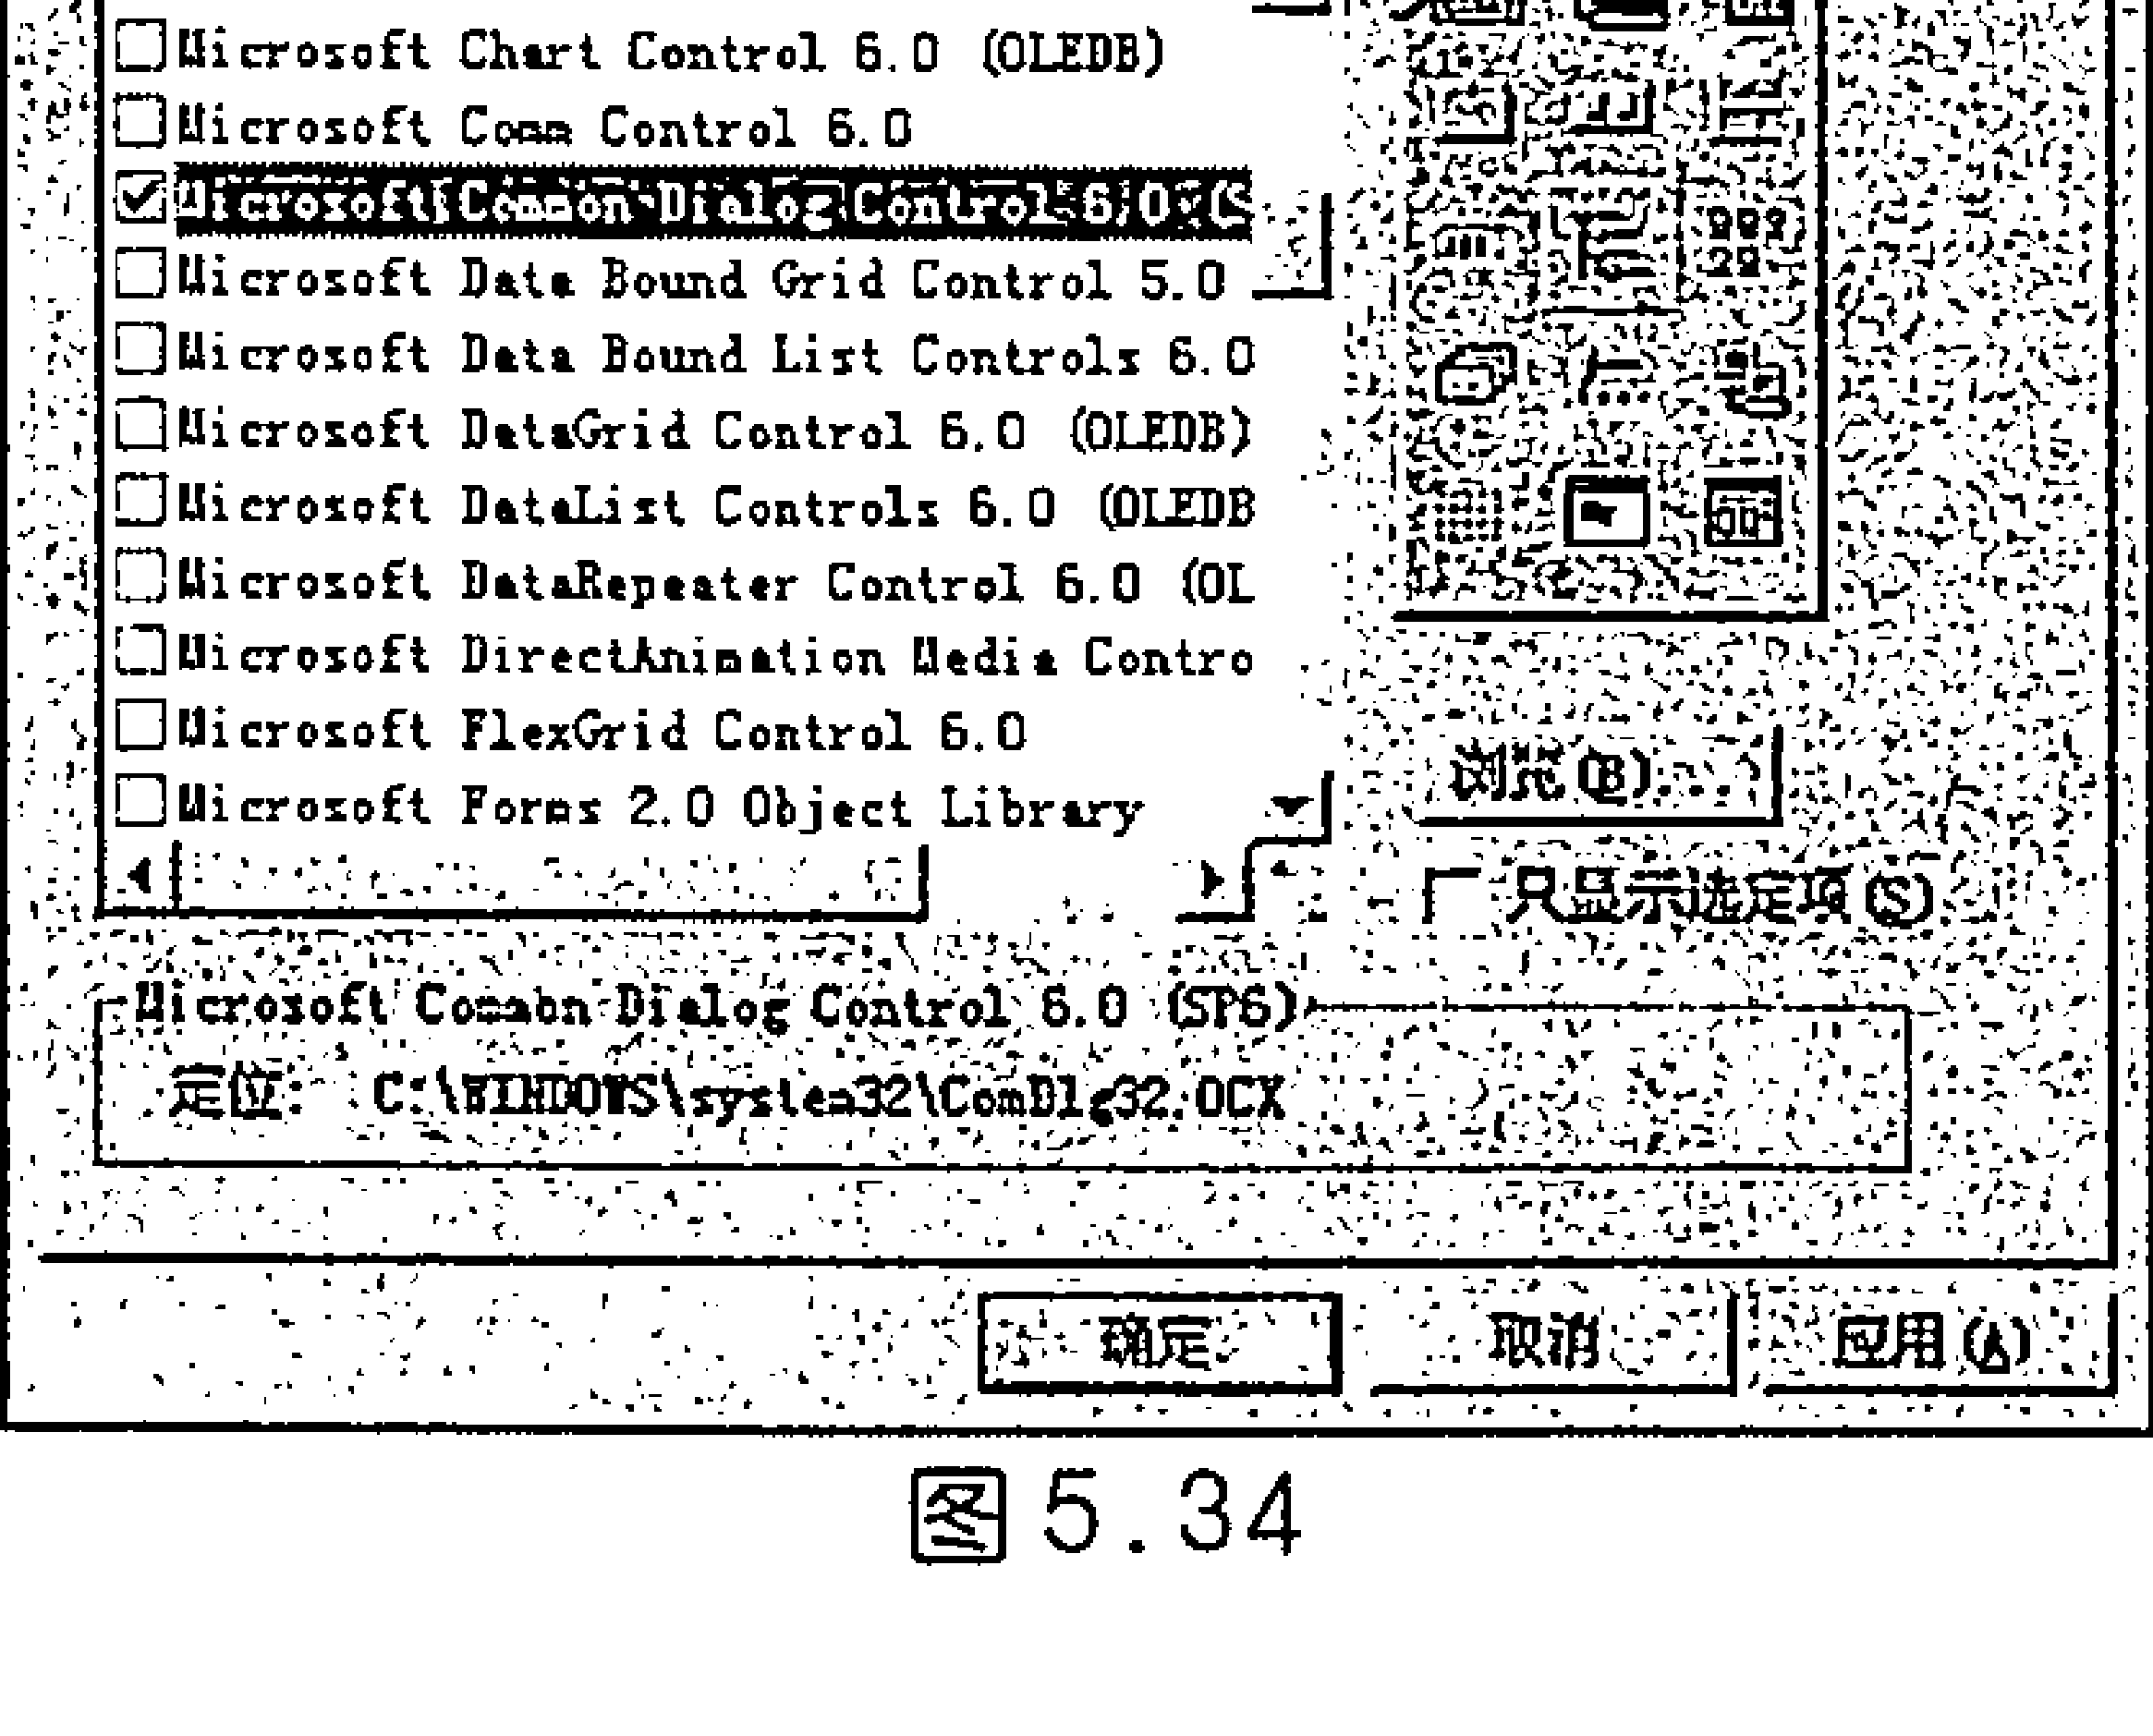 Microsoft Chart Control 6.0 (OLEDB)
Microsoft Comm Control 6.0
Microsoft Common Dialog Control 6.0 (S
Microsoft Data Bound Grid Control 5.0
Microsoft Data Bound List Controls 6.0
Microsoft DataGrid Control 6.0 (OLEDB)
Microsoft DataList Controls 6.0 (OLEDB
Microsoft DataRepeater Control 6.0 (OL
Microsoft DirectAnimation Media Contro
Microsoft FlexGrid Control 6.0
Microsoft Forms 2.0 Object Library
浏览(B)...
只显示选定项(S)
Microsoft Common Dialog Control 6.0 (SP6)
定位: C:\WINDOWS\system32\ComDlg32.OCX
确定 取消 应用(A)
图 5.34